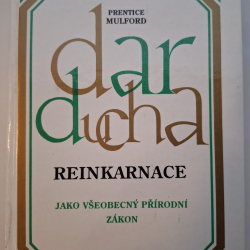 PRENTICE
MULFORD
dar
ducha
REINKARNACE
JAKO VŠEOBECNÝ PŘÍRODNÍ
ZÁKON